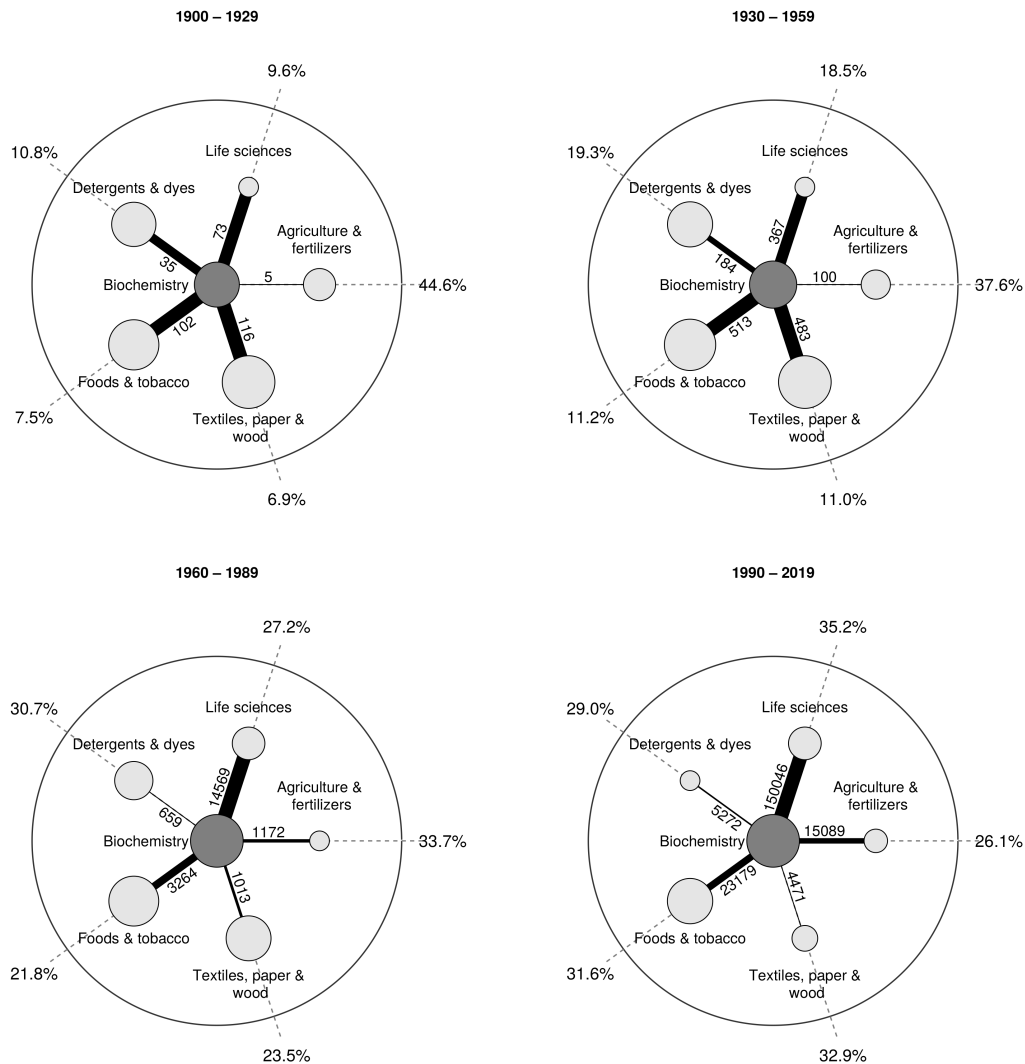 1900 – 1929
9.6%
10.8%
Life sciences
Detergents & dyes
Agriculture &
fertilizers
73
35
5
Biochemistry
44.6%
102
116
Foods & tobacco
7.5%
Textiles, paper &
wood
6.9%
1930 – 1959
18.5%
19.3%
Life sciences
Detergents & dyes
Agriculture &
fertilizers
367
184
100
Biochemistry
37.6%
513
483
Foods & tobacco
11.2%
Textiles, paper &
wood
11.0%
1960 – 1989
27.2%
30.7%
Life sciences
Detergents & dyes
Agriculture &
fertilizers
14569
659
1172
Biochemistry
33.7%
3264
1013
Foods & tobacco
21.8%
Textiles, paper &
wood
23.5%
1990 – 2019
35.2%
29.0%
Life sciences
Detergents & dyes
Agriculture &
fertilizers
150046
5272
15089
Biochemistry
26.1%
23179
4471
Foods & tobacco
31.6%
Textiles, paper &
wood
32.9%